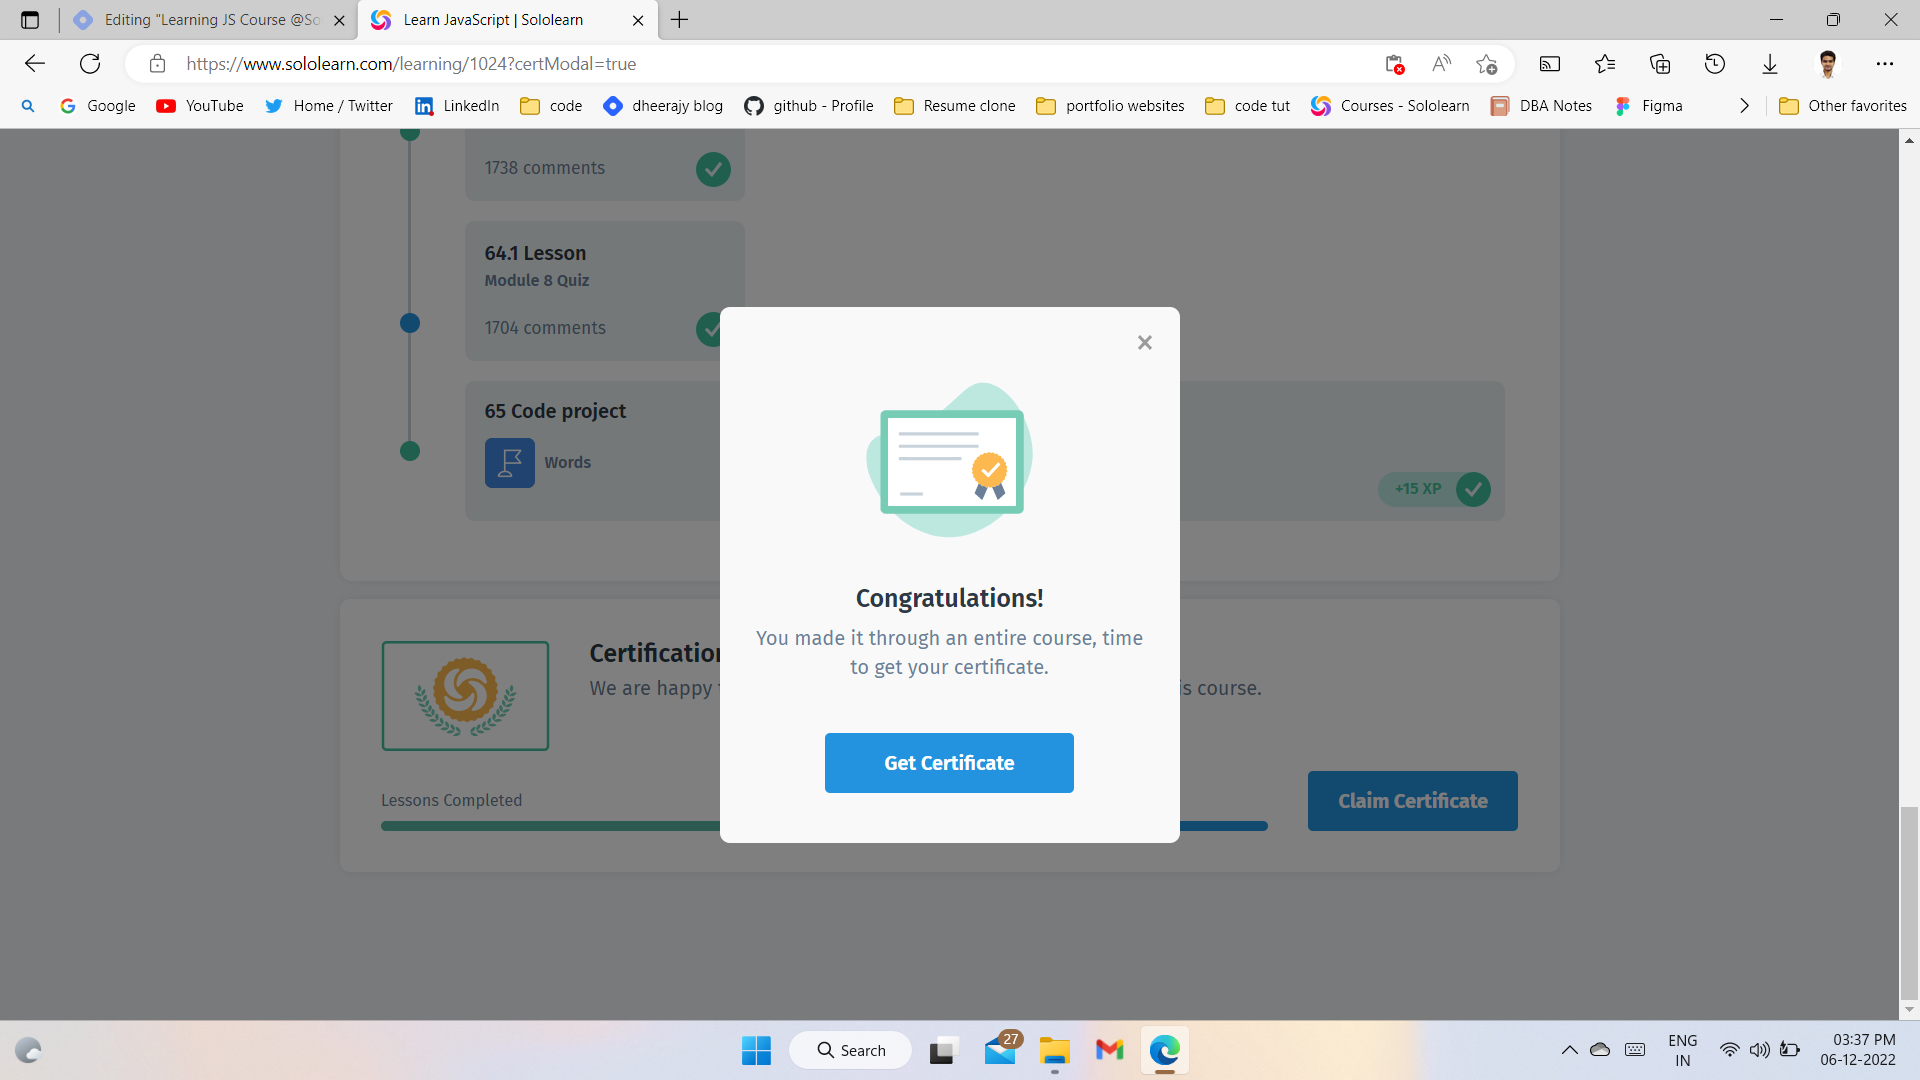 Editing "Learning JS Course @So
Learn JavaScript | Sololearn
https://www.sololearn.com/learning/1024?certModal=true
Google
YouTube
Home / Twitter
LinkedIn
code
dheerajy blog
github - Profile
Resume clone
portfolio websites
code tut
Courses - Sololearn
DBA Notes
Figma
Other favorites
1738 comments
64.1 Lesson
Module 8 Quiz
1704 comments
65 Code project
Words
+15 XP
Congratulations!
You made it through an entire course, time
to get your certificate.
Get Certificate
Certification
We are happy
is course.
Lessons Completed
Claim Certificate
Search
27
ENG
IN
03:37 PM
06-12-2022